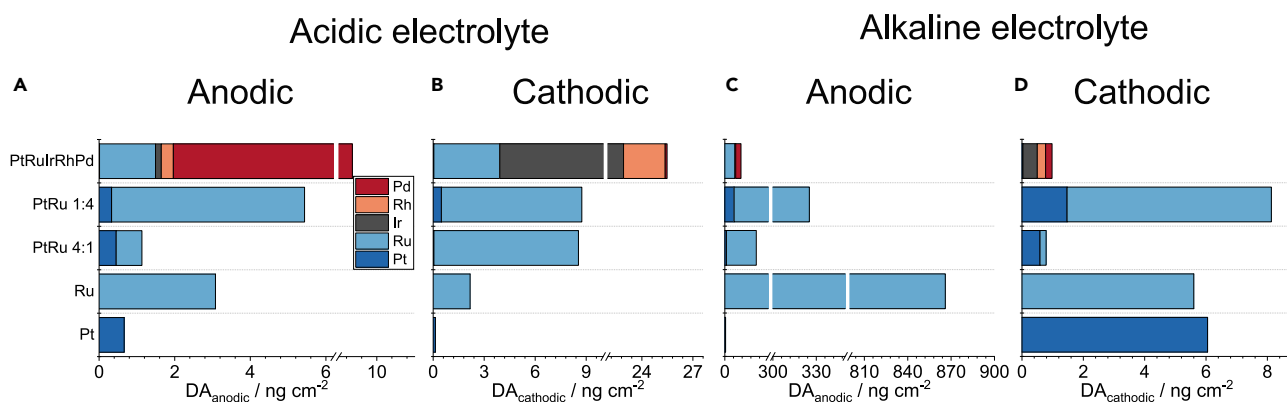 Acidic electrolyte
Alkaline electrolyte
A
Anodic
B
Cathodic
C
Anodic
D
Cathodic
PtRuIrRhPd
PtRu 1:4
PtRu 4:1
Ru
Pt
Pd
Rh
Ir
Ru
Pt
0 2 4 6 10
DAanodic / ng cm-2
0 3 6 9 24 27
DAcathodic / ng cm-2
0 20 300 330 810 840 870 900
DAanodic / ng cm-2
0 2 4 6 8
DAcathodic / ng cm-2